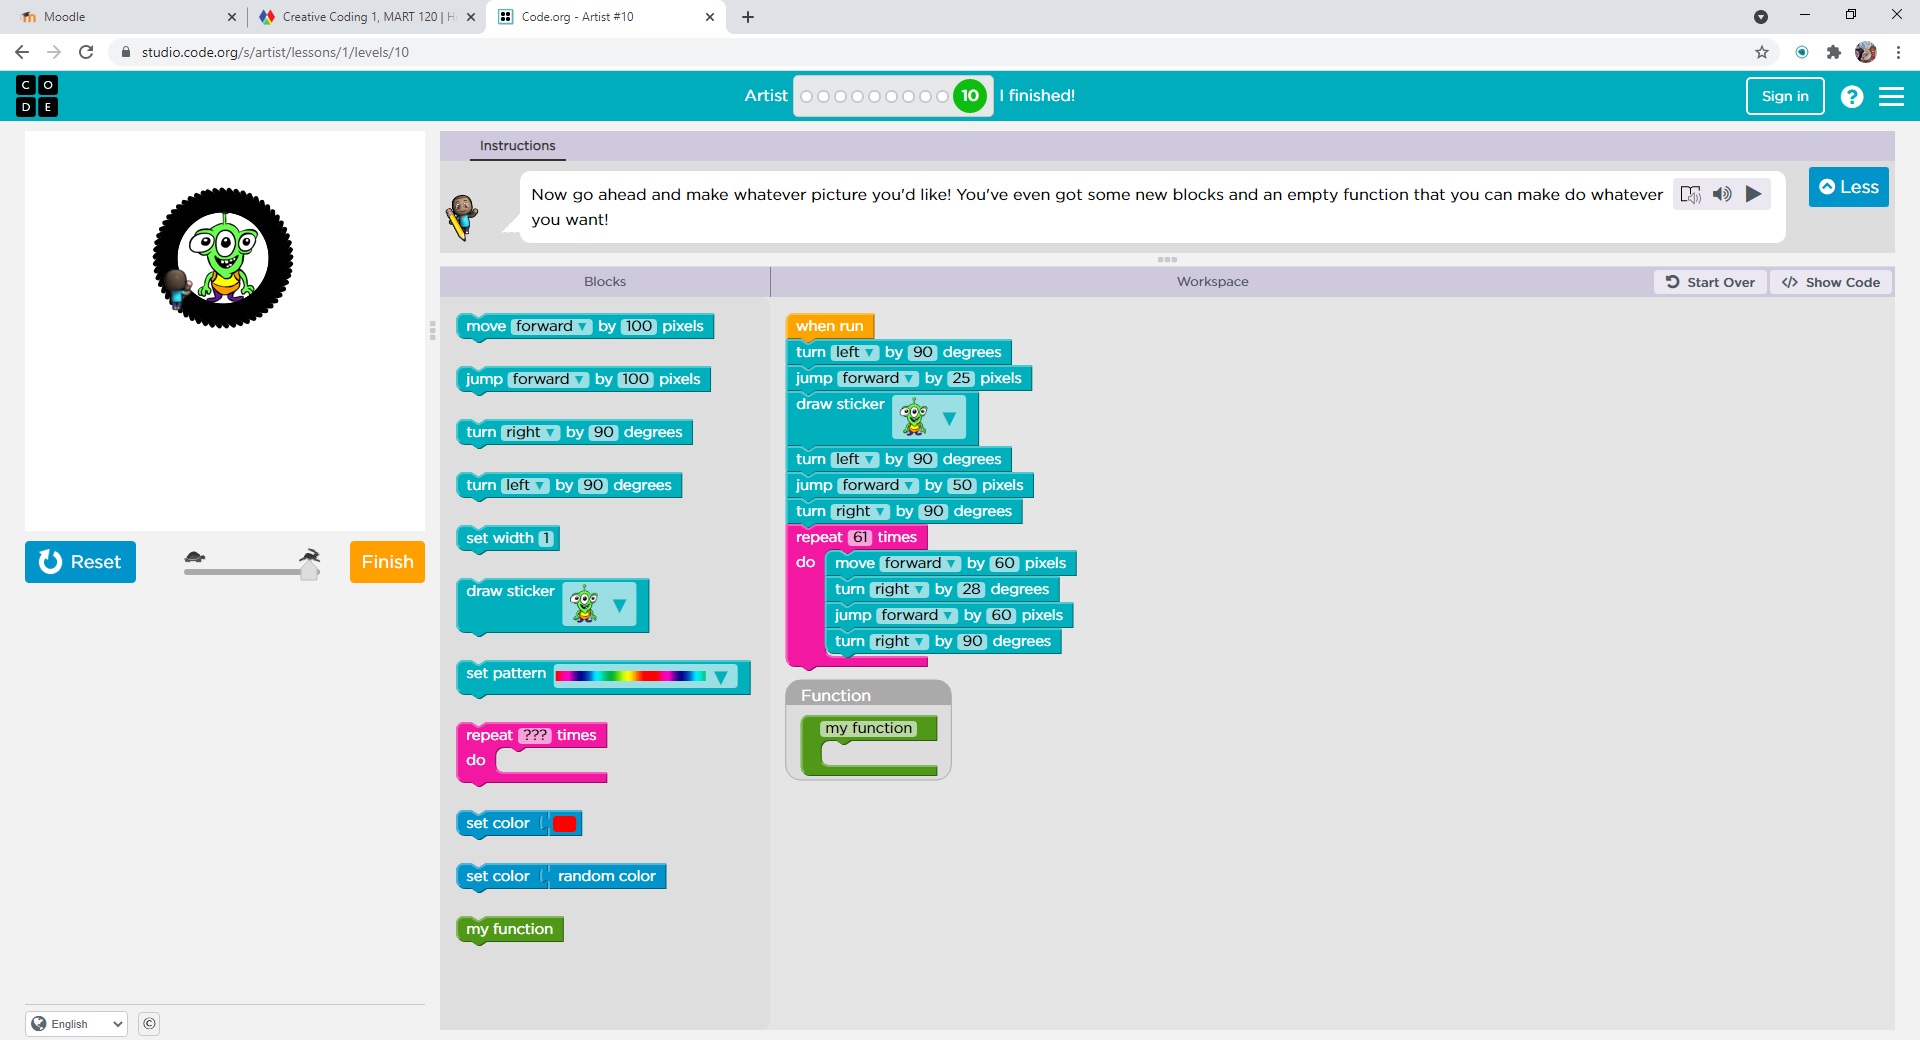 Moodle
Creative Coding 1, MART 120 | H
Code.org - Artist #10
studio.code.org/s/artist/lessons/1/levels/10
C O
D E
Artist 10 I finished!
Sign in ?
Instructions
Now go ahead and make whatever picture you'd like! You've even got some new blocks and an empty function that you can make do whatever
you want!
Less
Blocks
Workspace
Start Over
</> Show Code
Reset
Finish
move forward by 100 pixels
jump forward by 100 pixels
turn right by 90 degrees
turn left by 90 degrees
set width 1
draw sticker
set pattern
repeat ??? times
do
set color
set color random color
my function
when run
turn left by 90 degrees
jump forward by 25 pixels
draw sticker
turn left by 90 degrees
jump forward by 50 pixels
turn right by 90 degrees
repeat 61 times
do move forward by 60 pixels
turn right by 28 degrees
jump forward by 60 pixels
turn right by 90 degrees
Function
my function
English
©